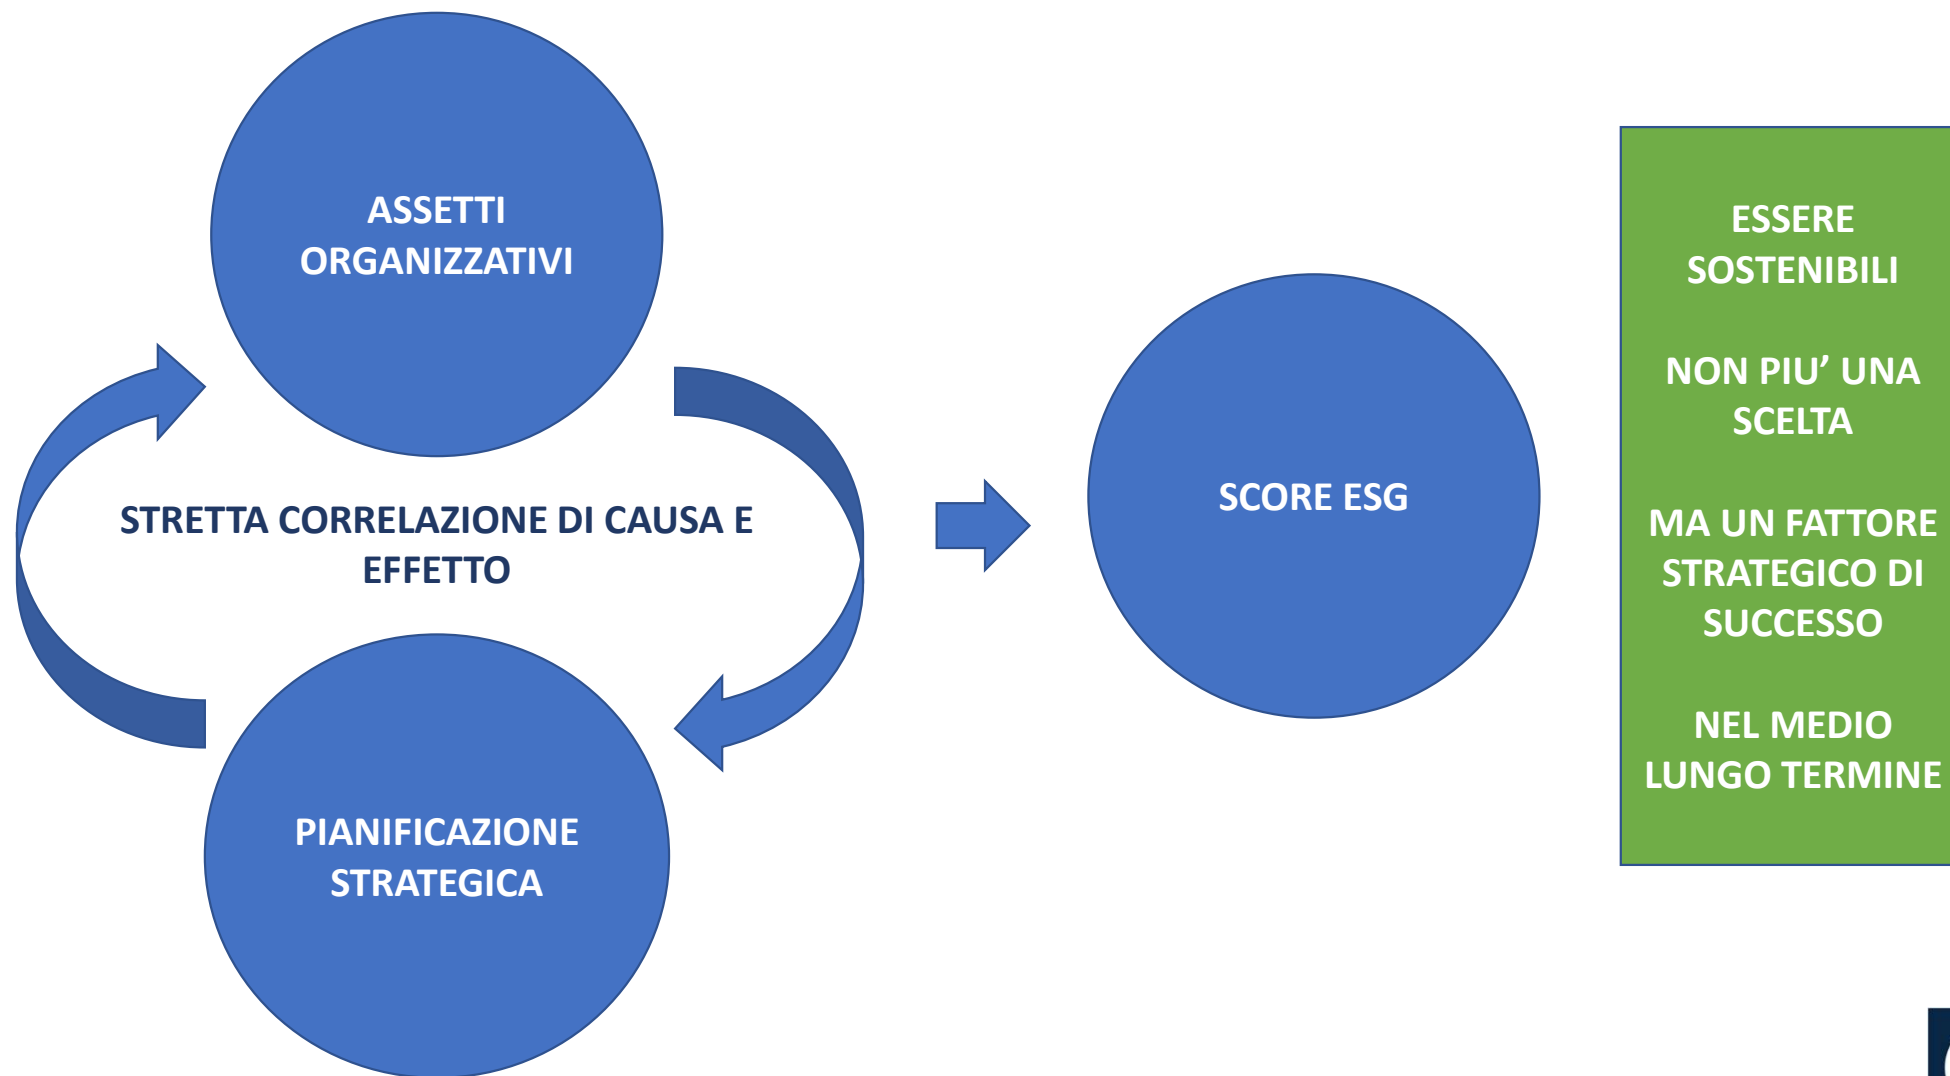 ASSETTI
ORGANIZZATIVI
STRETTA CORRELAZIONE DI CAUSA E
EFFETTO
PIANIFICAZIONE
STRATEGICA
SCORE ESG
ESSERE
SOSTENIBILI
NON PIU’ UNA
SCELTA
MA UN FATTORE
STRATEGICO DI
SUCCESSO
NEL MEDIO
LUNGO TERMINE